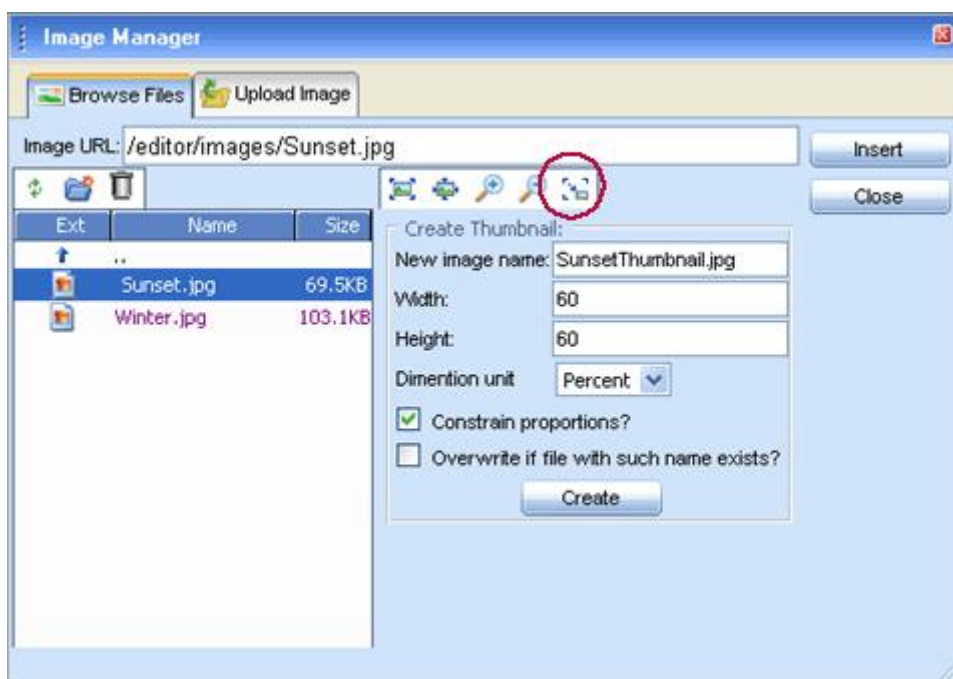 Image Manager
Browse Files Upload Image
Image URL: /editor/images/Sunset.jpg Insert
Close
Ext Name Size
..
Sunset.jpg 69.5KB
Winter.jpg 103.1KB
Create Thumbnail:
New image name: SunsetThumbnail.jpg
Width: 60
Height: 60
Dimention unit Percent
Constrain proportions?
Overwrite if file with such name exists?
Create